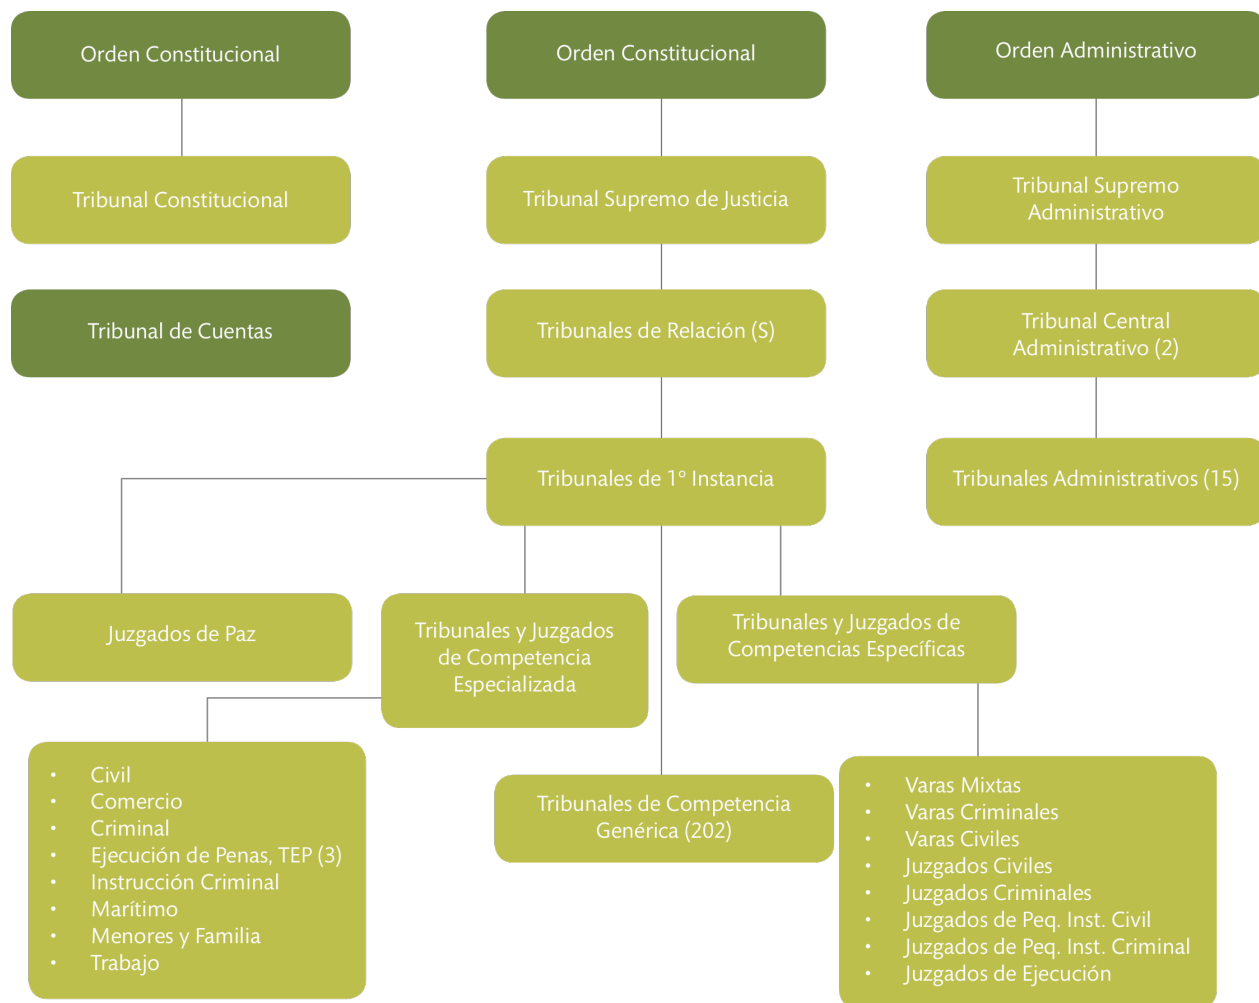 Orden Constitucional
Orden Constitucional
Orden Administrativo
Tribunal Constitucional
Tribunal Supremo de Justicia
Tribunal Supremo
Administrativo
Tribunal de Cuentas
Tribunales de Relación (S)
Tribunal Central
Administrativo (2)
Tribunales de 1º Instancia
Tribunales Administrativos (15)
Juzgados de Paz
Tribunales y Juzgados
de Competencia
Especializada
Tribunales y Juzgados de
Competencias Específicas
• Civil
• Comercio
• Criminal
• Ejecución de Penas, TEP (3)
• Instrucción Criminal
• Marítimo
• Menores y Familia
• Trabajo
Tribunales de Competencia
Genérica (202)
• Varas Mixtas
• Varas Criminales
• Varas Civiles
• Juzgados Civiles
• Juzgados Criminales
• Juzgados de Peq. Inst. Civil
• Juzgados de Peq. Inst. Criminal
• Juzgados de Ejecución